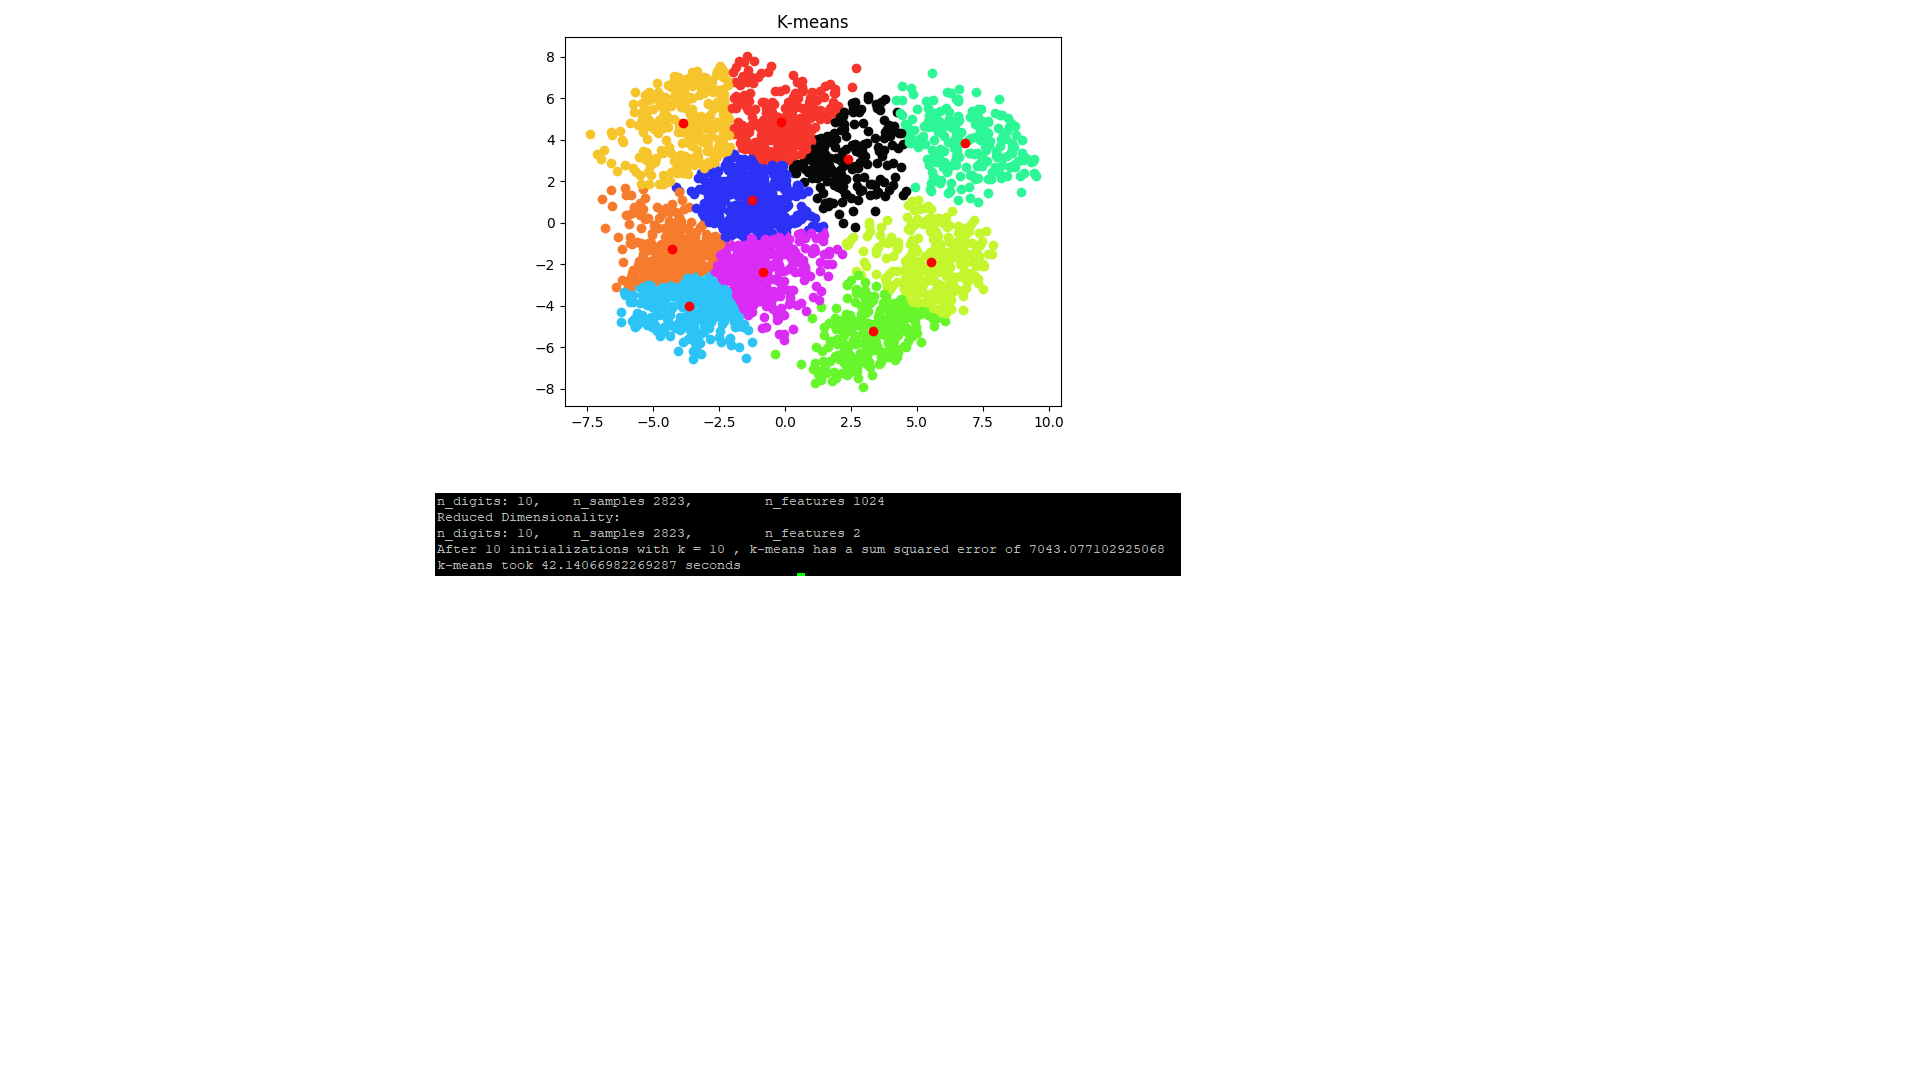 K-means
8
6
4
2
0
−2
−4
−6
−8
−7.5 −5.0 −2.5 0.0 2.5 5.0 7.5 10.0
n_digits: 10, n_samples 2823, n_features 1024
Reduced Dimensionality:
n_digits: 10, n_samples 2823, n_features 2
After 10 initializations with k = 10 , k-means has a sum squared error of 7043.077102925068
k-means took 42.14066982269287 seconds